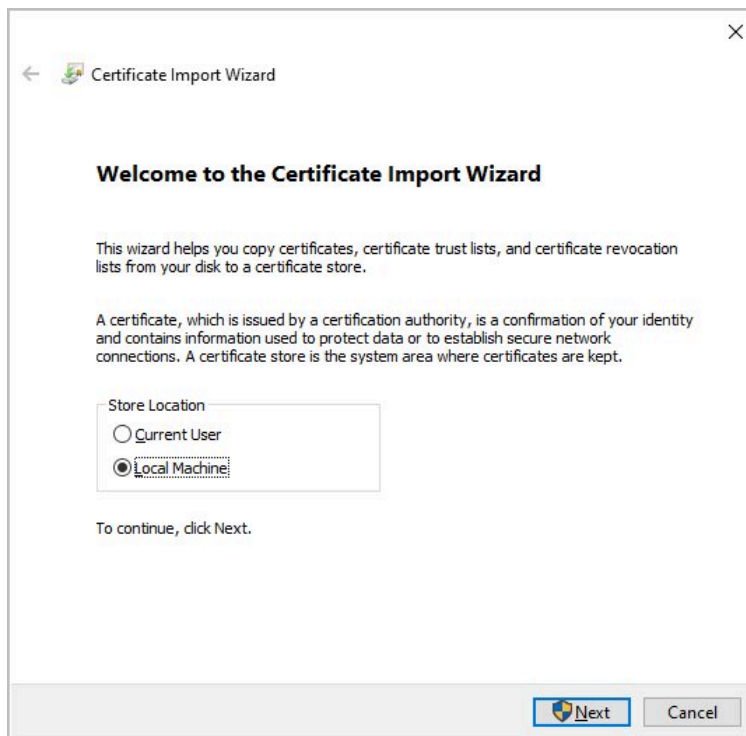 Certificate Import Wizard
Welcome to the Certificate Import Wizard
This wizard helps you copy certificates, certificate trust lists, and certificate revocation
lists from your disk to a certificate store.
A certificate, which is issued by a certification authority, is a confirmation of your identity
and contains information used to protect data or to establish secure network
connections. A certificate store is the system area where certificates are kept.
Store Location
Current User
Local Machine
To continue, click Next.
Next Cancel